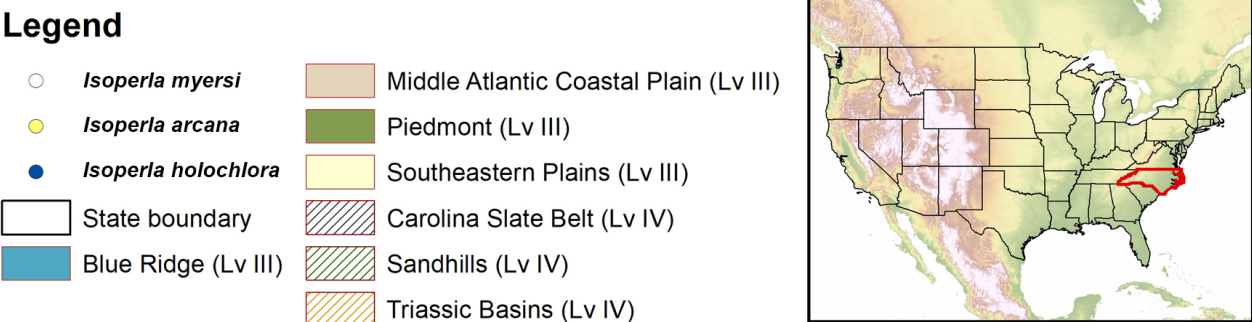 Legend
Isoperla myersi
Isoperla arcana
Isoperla holochlora
State boundary
Blue Ridge (Lv III)
Middle Atlantic Coastal Plain (Lv III)
Piedmont (Lv III)
Southeastern Plains (Lv III)
Carolina Slate Belt (Lv IV)
Sandhills (Lv IV)
Triassic Basins (Lv IV)